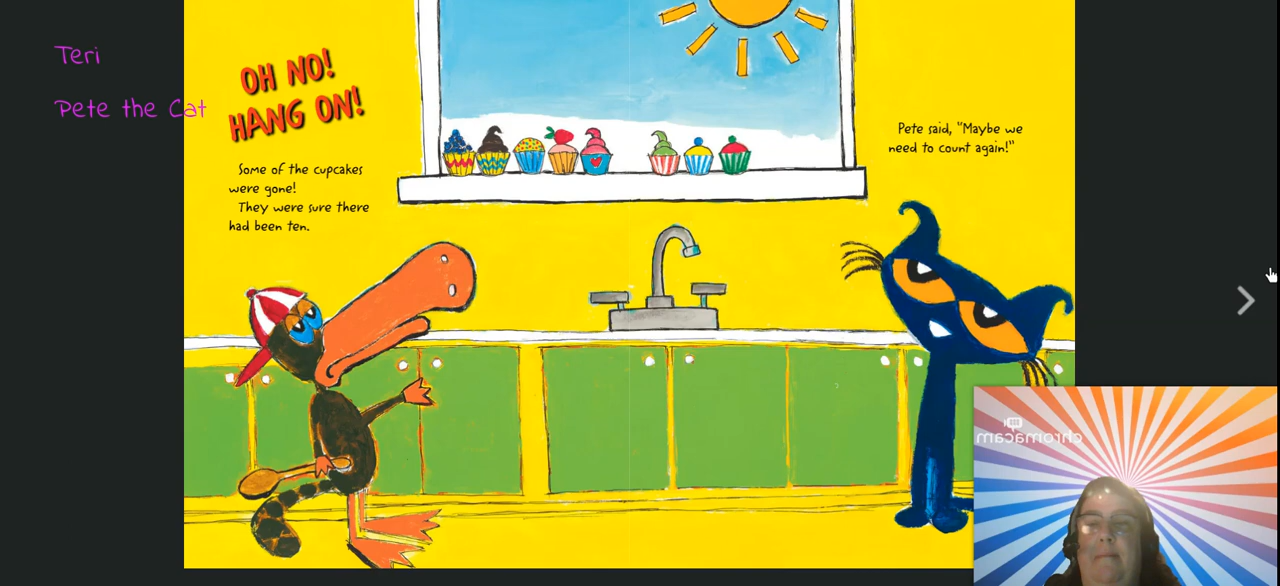 Teri
Pete the Cat
OH NO!
HANG ON!
Some of the cupcakes
were gone!
They were sure there
had been ten.
Pete said, "Maybe we
need to count again!"
chromacam